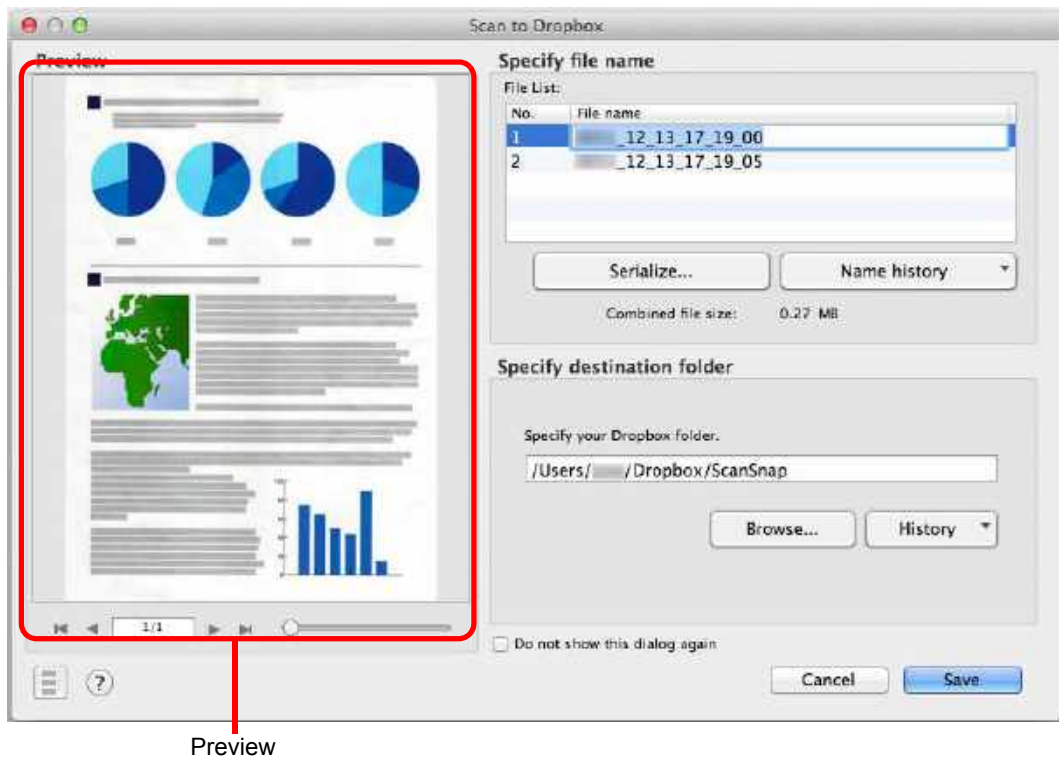 Scan to Dropbox
Preview
Specify file name
File List:
No. File name
1 _12_13_17_19_00
2 _12_13_17_19_05
Serialize...
Name history
Combined file size: 0.27 MB
Specify destination folder
Specify your Dropbox folder.
/Users/ /Dropbox/ScanSnap
Browse...
History
1/1
Do not show this dialog again
?
Cancel
Save
Preview